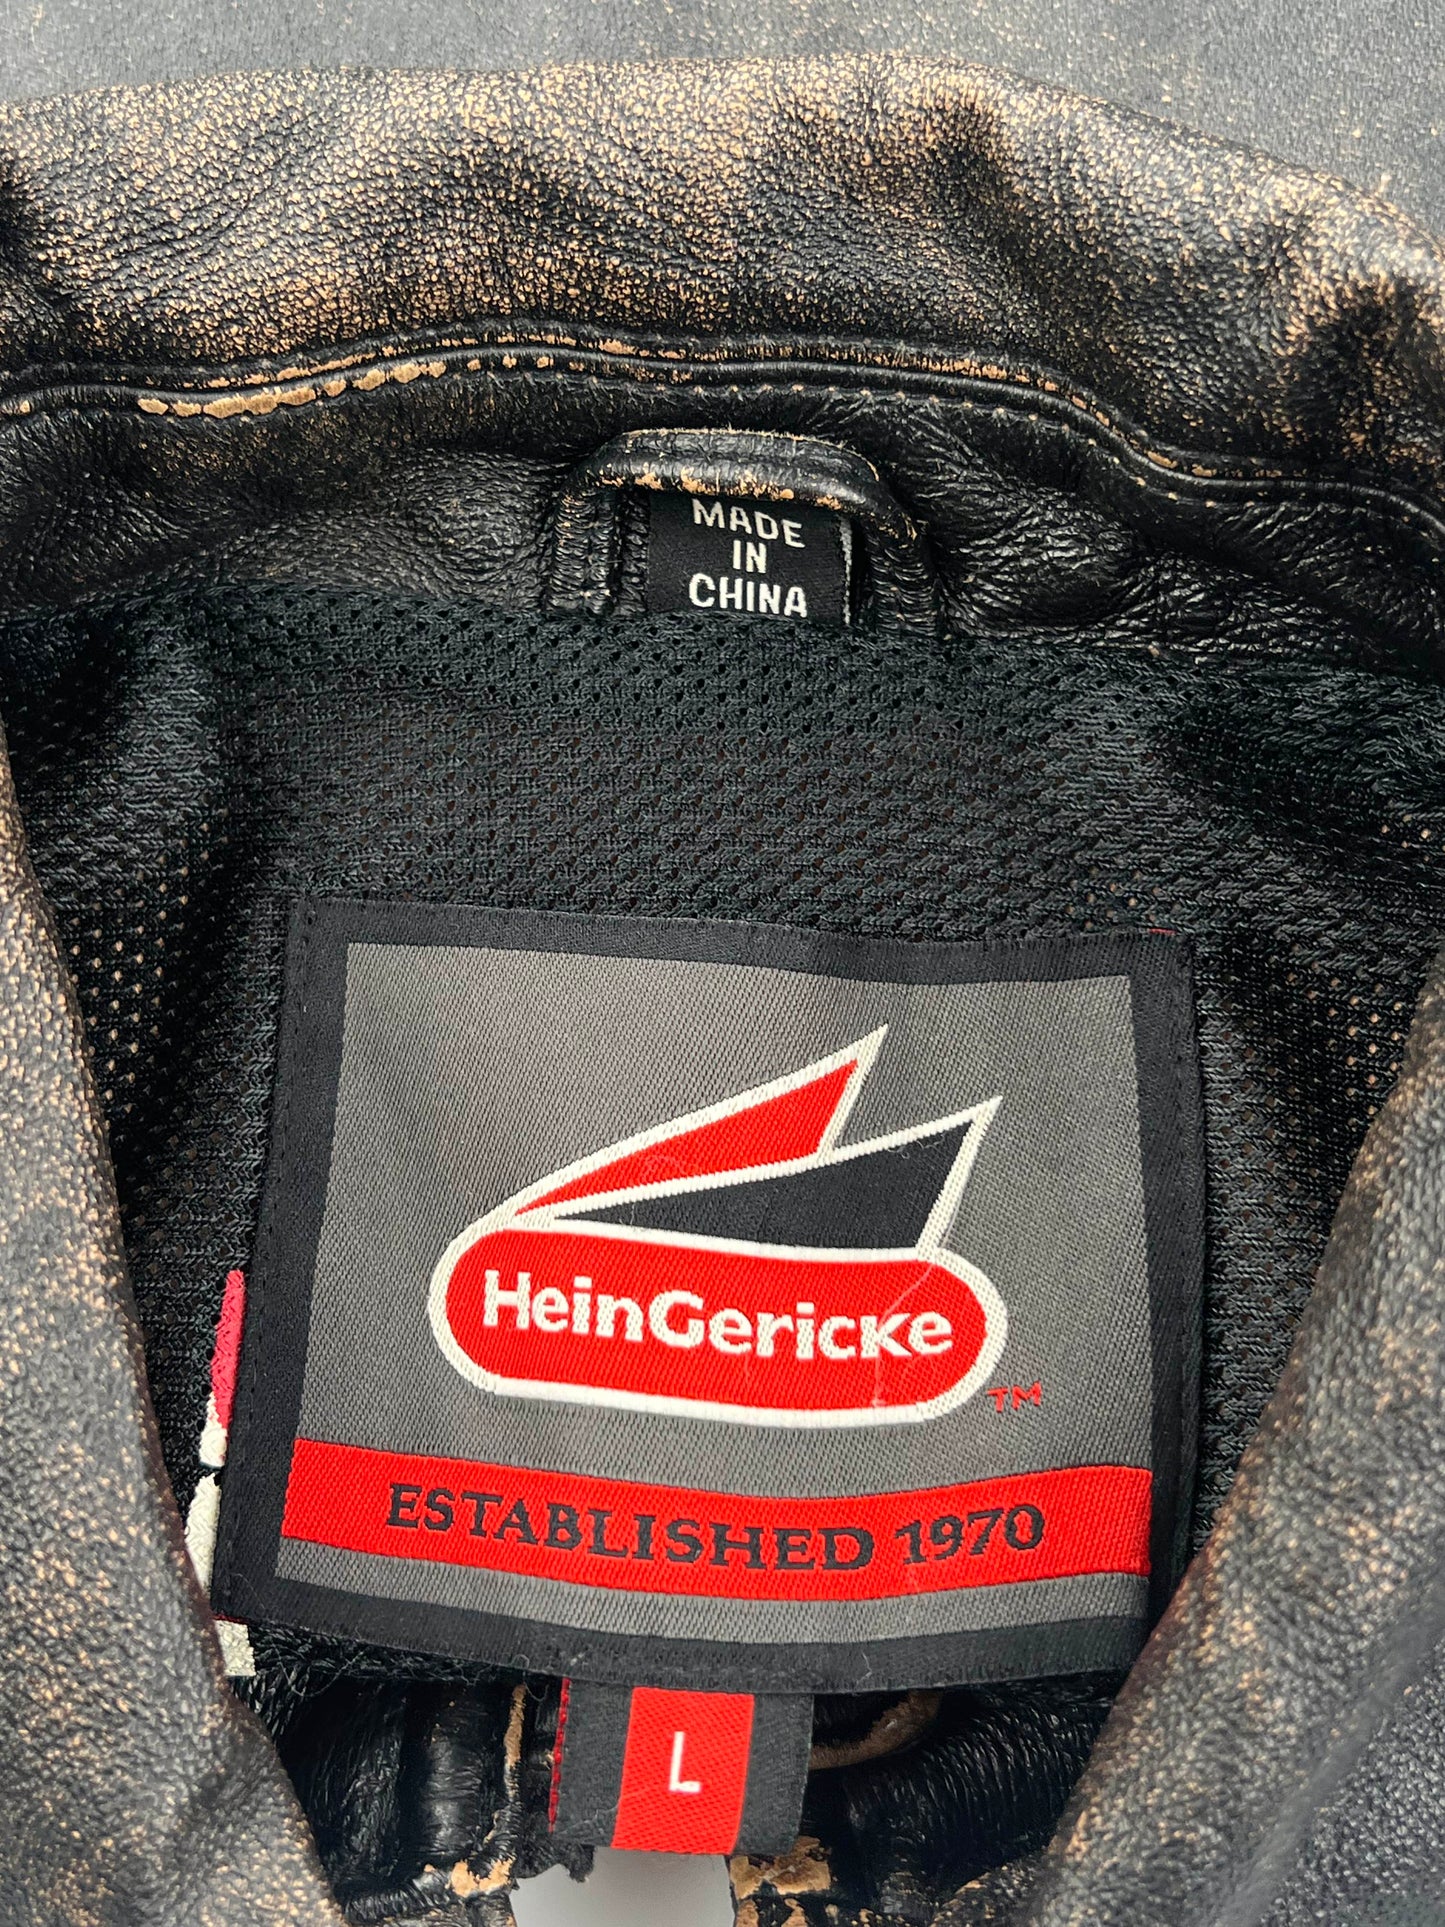 MADE
IN
CHINA
HeinGericke
TM
ESTABLISHED 1970
L